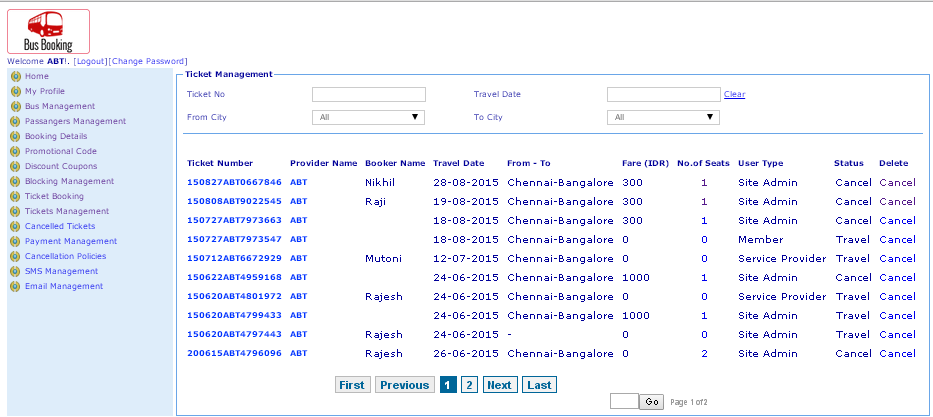 Bus Booking
Welcome ABT!. [Logout][Change Password]
Home
My Profile
Bus Management
Passangers Management
Booking Details
Promotional Code
Discount Coupons
Blocking Management
Ticket Booking
Tickets Management
Cancelled Tickets
Payment Management
Cancellation Policies
SMS Management
Email Management
Ticket Management
Ticket No Travel Date Clear
From City All To City All
Ticket Number Provider Name Booker Name Travel Date From - To Fare (IDR) No.of Seats User Type Status Delete
150827ABT0667846 ABT Nikhil 28-08-2015 Chennai-Bangalore 300 1 Site Admin Cancel Cancel
150808ABT9022545 ABT Raji 19-08-2015 Chennai-Bangalore 300 1 Site Admin Cancel Cancel
150727ABT7973663 ABT 18-08-2015 Chennai-Bangalore 300 1 Site Admin Cancel Cancel
150727ABT7973547 ABT 18-08-2015 Chennai-Bangalore 0 0 Member Travel Cancel
150712ABT6672929 ABT Mutoni 12-07-2015 Chennai-Bangalore 0 0 Service Provider Travel Cancel
150622ABT4959168 ABT 24-06-2015 Chennai-Bangalore 1000 1 Site Admin Cancel Cancel
150620ABT4801972 ABT Rajesh 24-06-2015 Chennai-Bangalore 0 0 Service Provider Travel Cancel
150620ABT4799433 ABT 24-06-2015 Chennai-Bangalore 1000 1 Site Admin Travel Cancel
150620ABT4797443 ABT Rajesh 24-06-2015 - 0 0 Site Admin Travel Cancel
200615ABT4796096 ABT Rajesh 26-06-2015 Chennai-Bangalore 0 2 Site Admin Cancel Cancel
First Previous 1 2 Next Last
Go Page 1 of 2